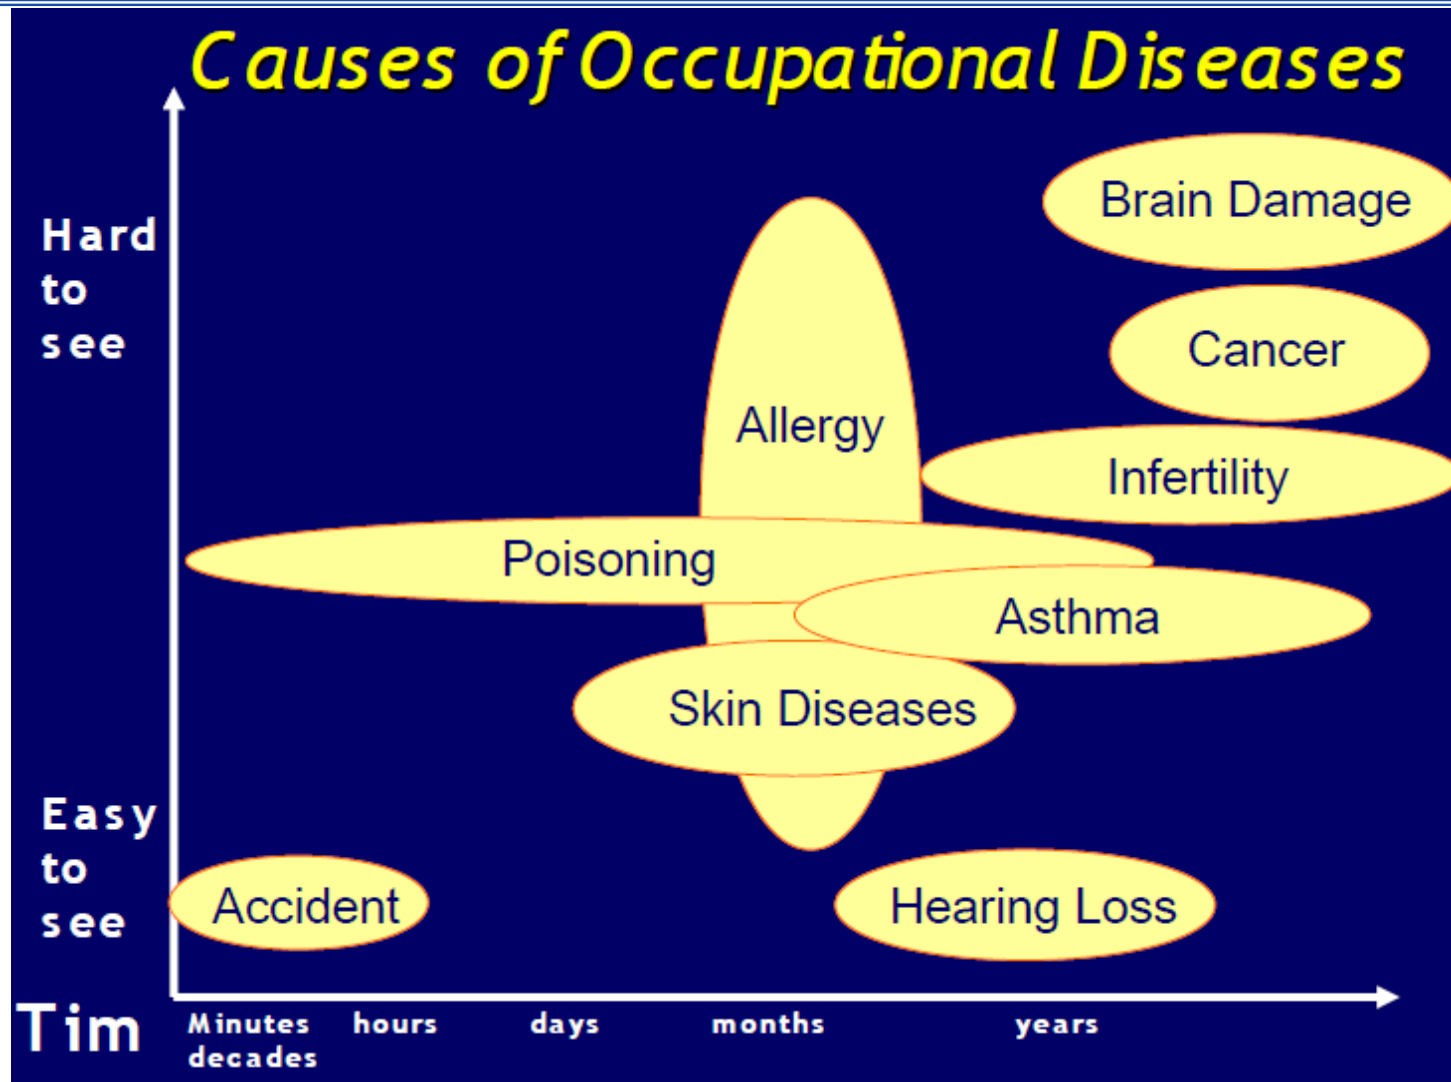 Causes of Occupational Diseases
Hard
to
see
Brain Damage
Cancer
Allergy
Infertility
Poisoning
Asthma
Skin Diseases
Easy
to
see
Accident
Hearing Loss
Tim
Minutes hours days months years
decades